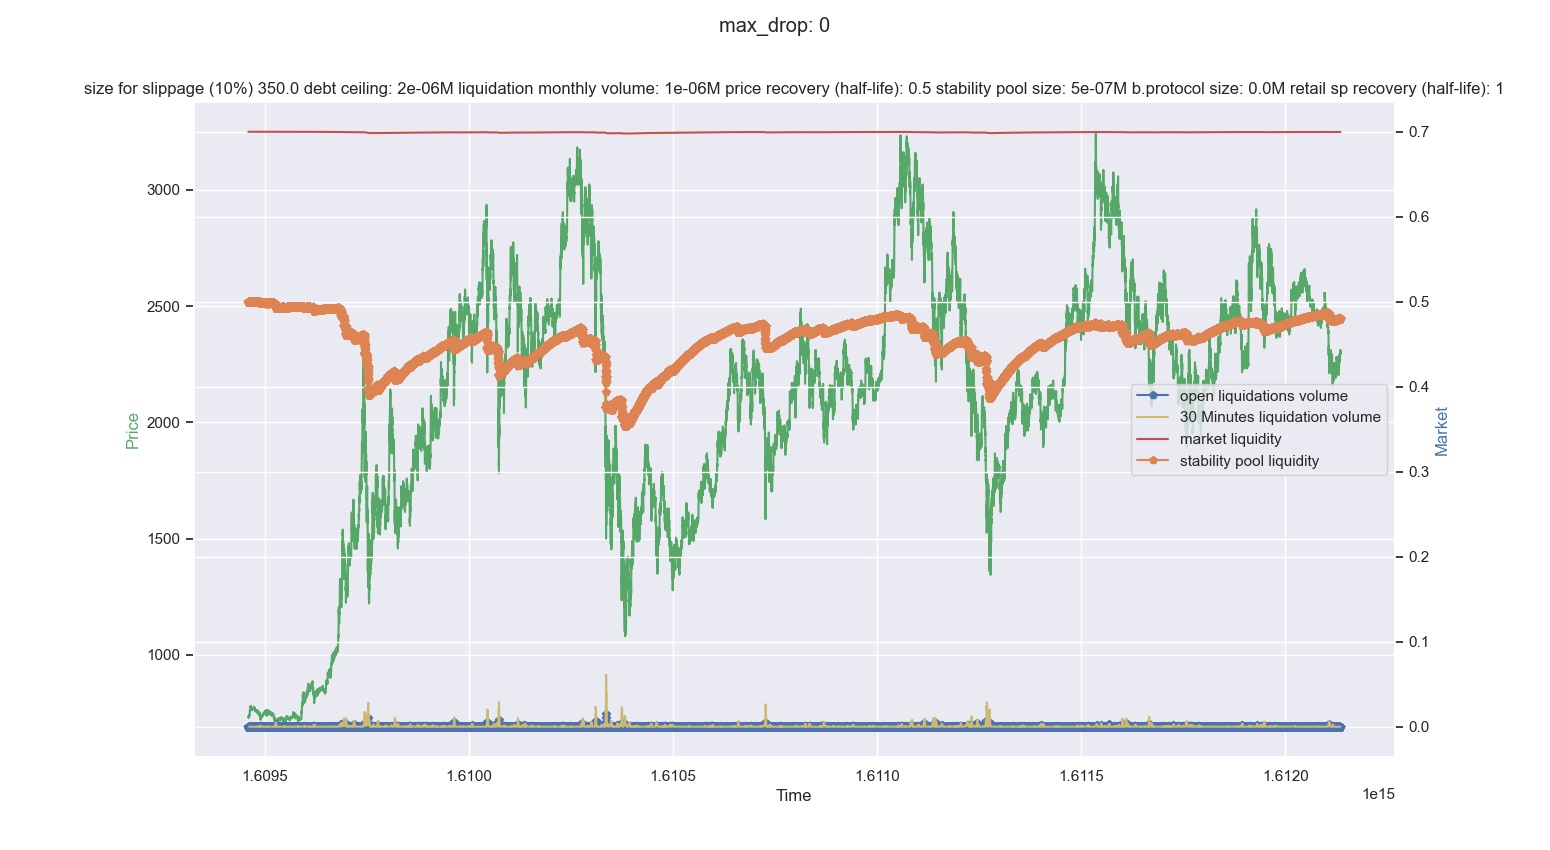 max_drop: 0
size for slippage (10%) 350.0 debt ceiling: 2e-06M liquidation monthly volume: 1e-06M price recovery (half-life): 0.5 stability pool size: 5e-07M b.protocol size: 0.0M retail sp recovery (half-life): 1
3000
2500
2000
1500
1000
Price
0.7
0.6
0.5
0.4
0.3
0.2
0.1
0.0
Market
open liquidations volume
30 Minutes liquidation volume
market liquidity
stability pool liquidity
1.6095 1.6100 1.6105 1.6110 1.6115 1.6120
Time
1e15